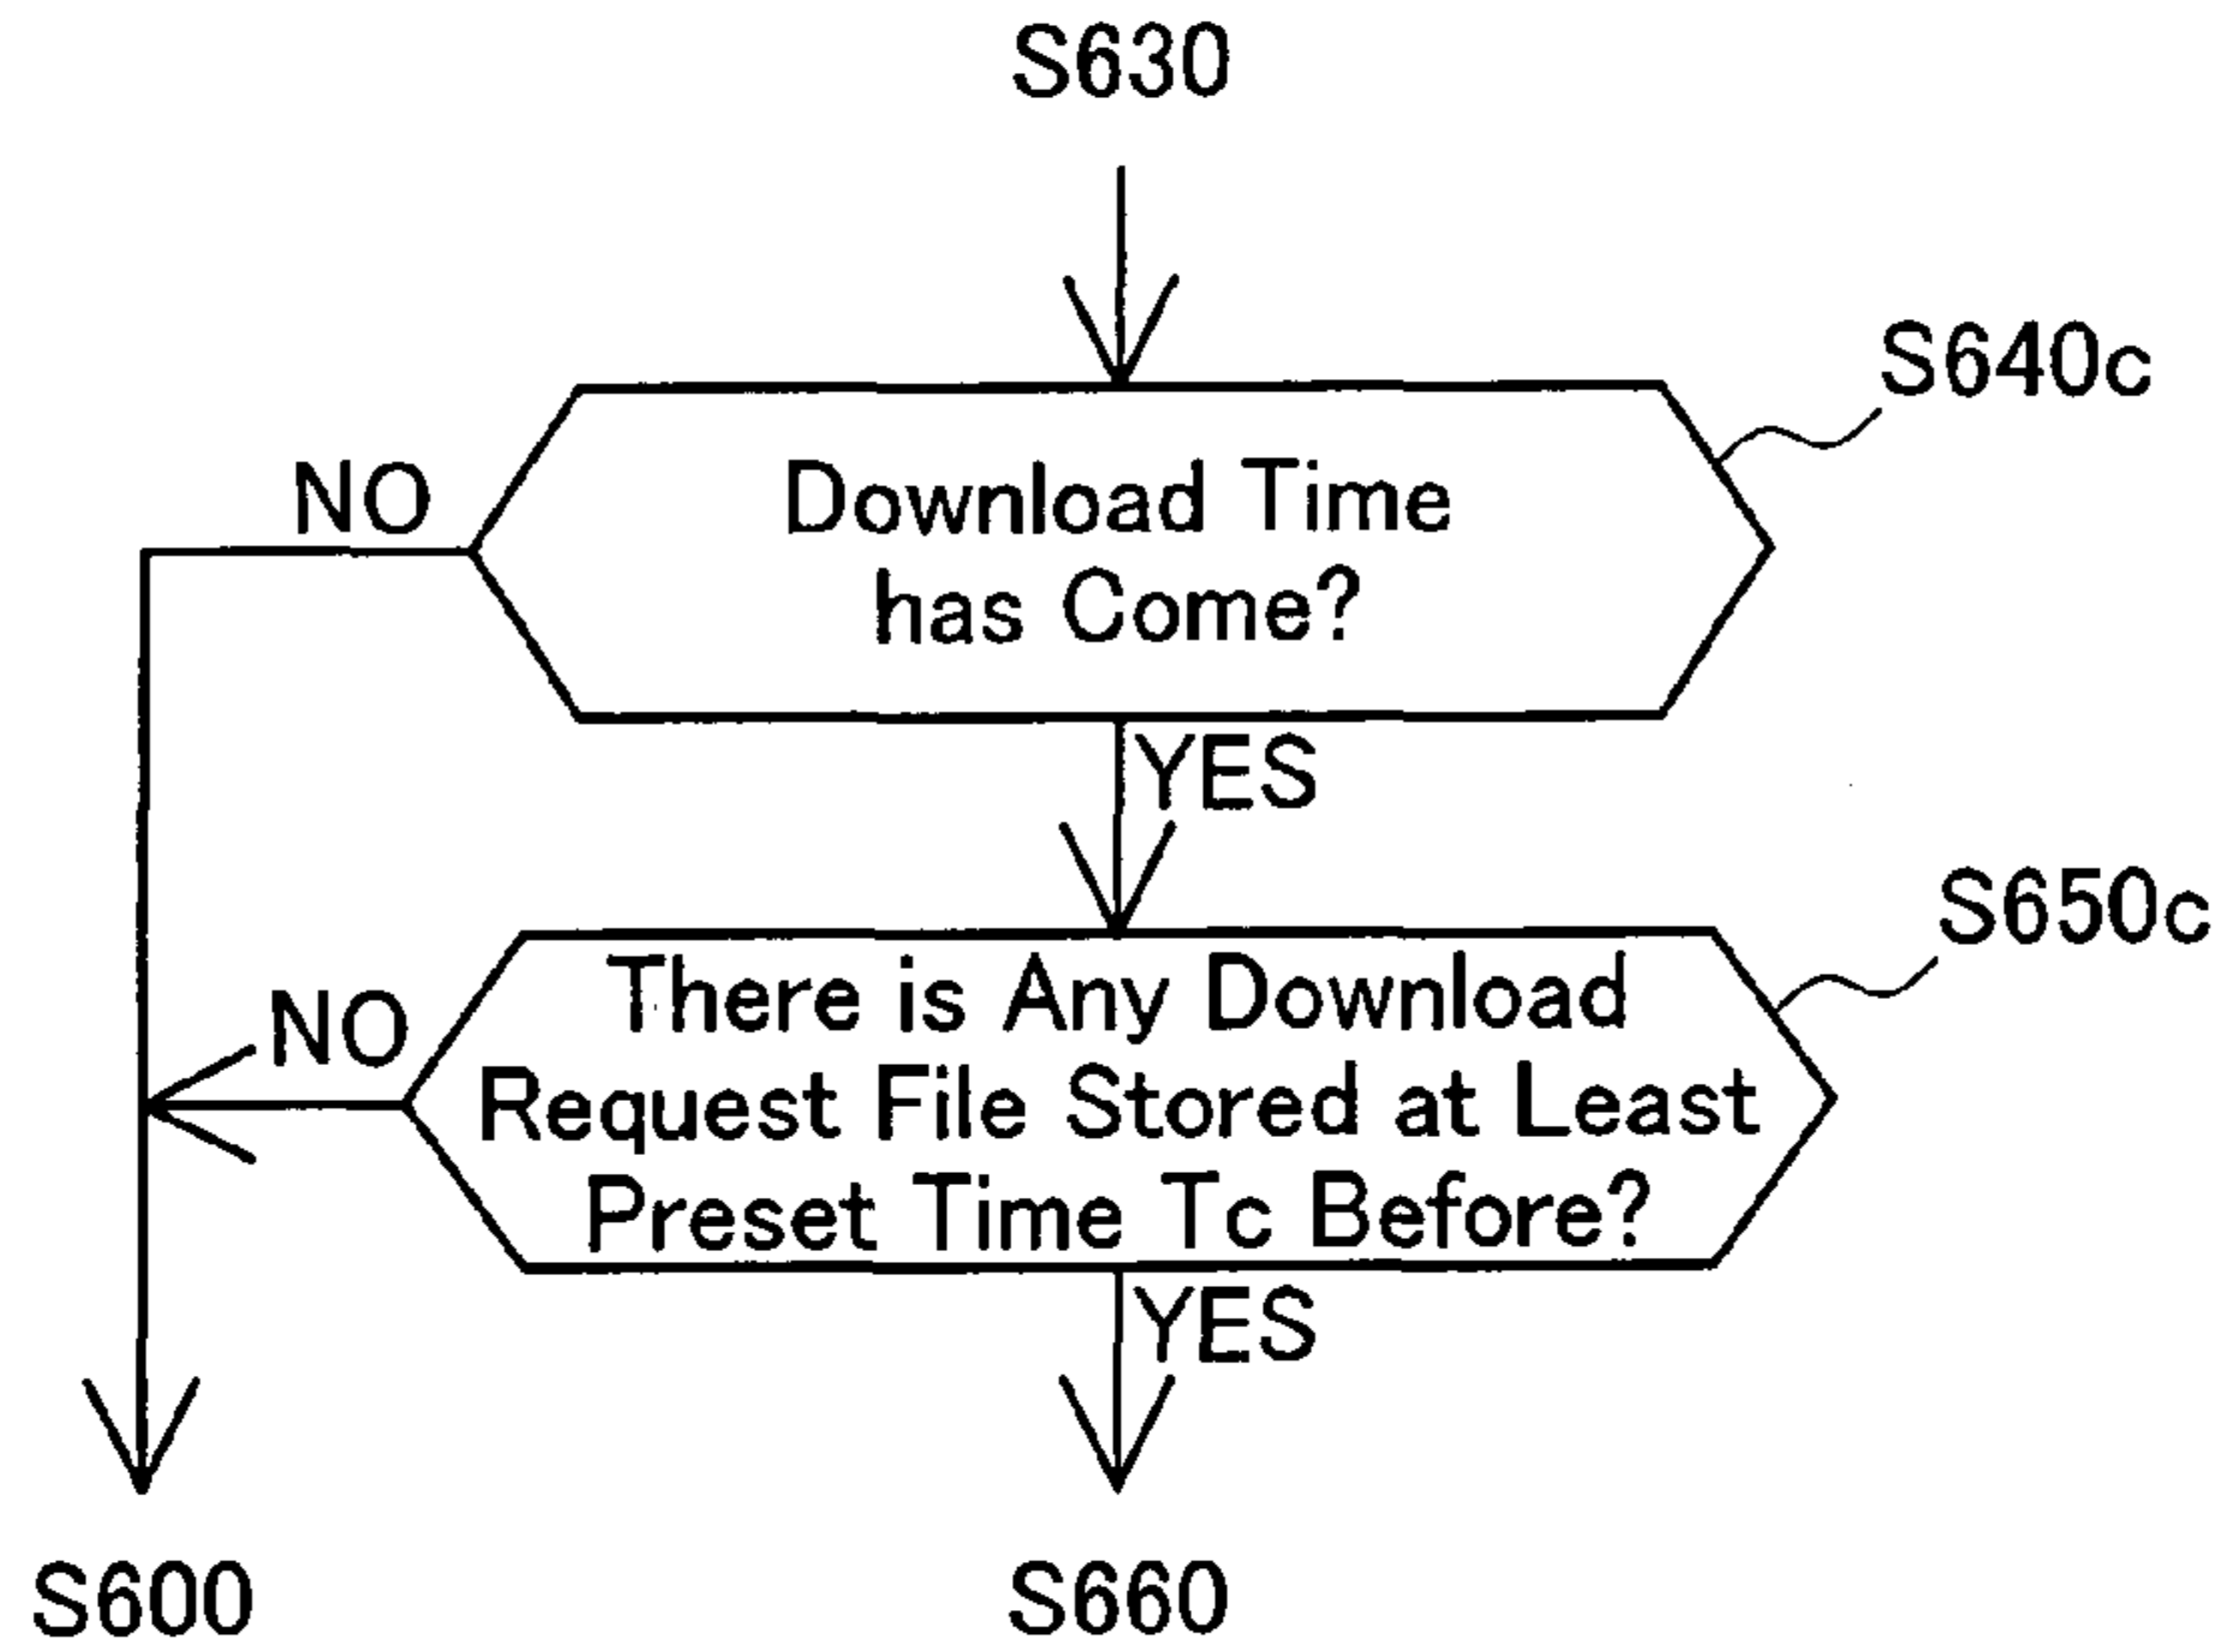 S630
S640c
NO
Download Time
has Come?
YES
S650c
NO
There is Any Download
Request File Stored at Least
Preset Time Tc Before?
YES
S600
S660